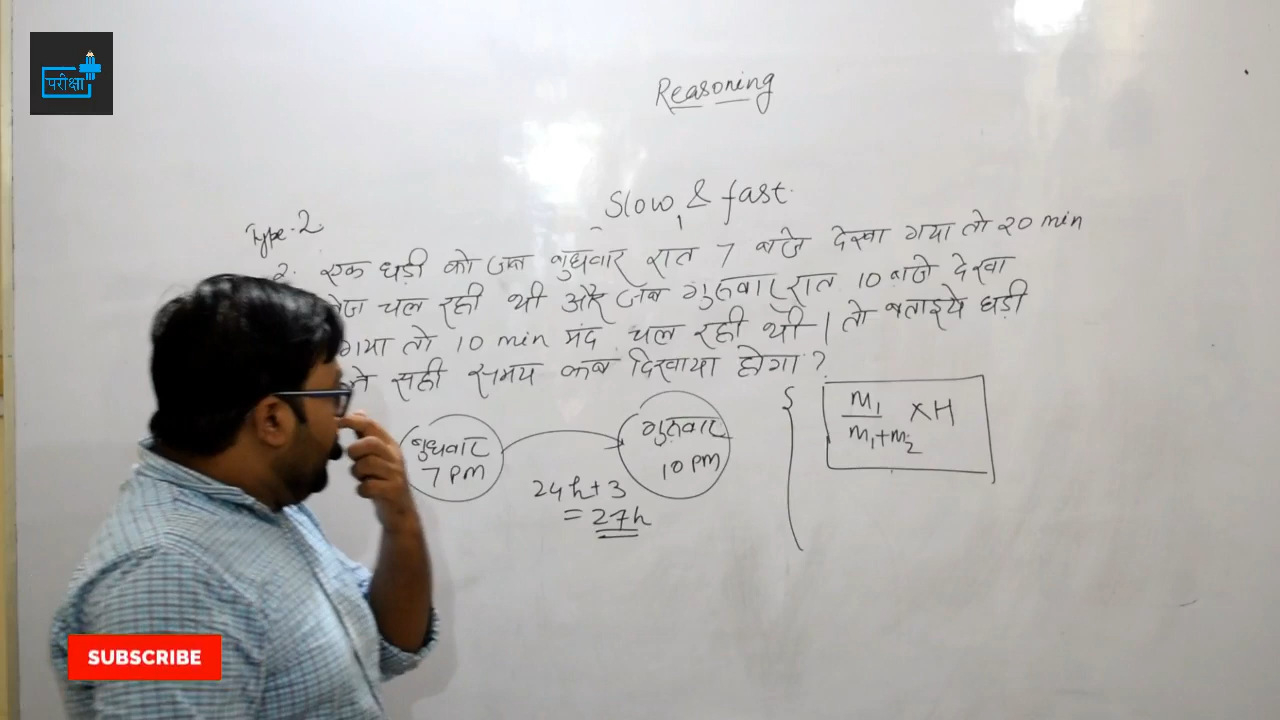 परीक्षा
Reasoning
Slow & fast.
Type-2
2. एक घड़ी को जब बुधवार रात 7 बजे देखा गया तो 20 min
चल रही थी और जब गुरुवार रात 10 बजे देखा
गया तो 10 min मंद चल रही थी । तो बताइये घड़ी
ने सही समय कब दिखाया होगा ?
बुधवार
7 PM
गुरुवार
10 PM
24h+3
= 27h
m1/m1+m2 ×H
SUBSCRIBE